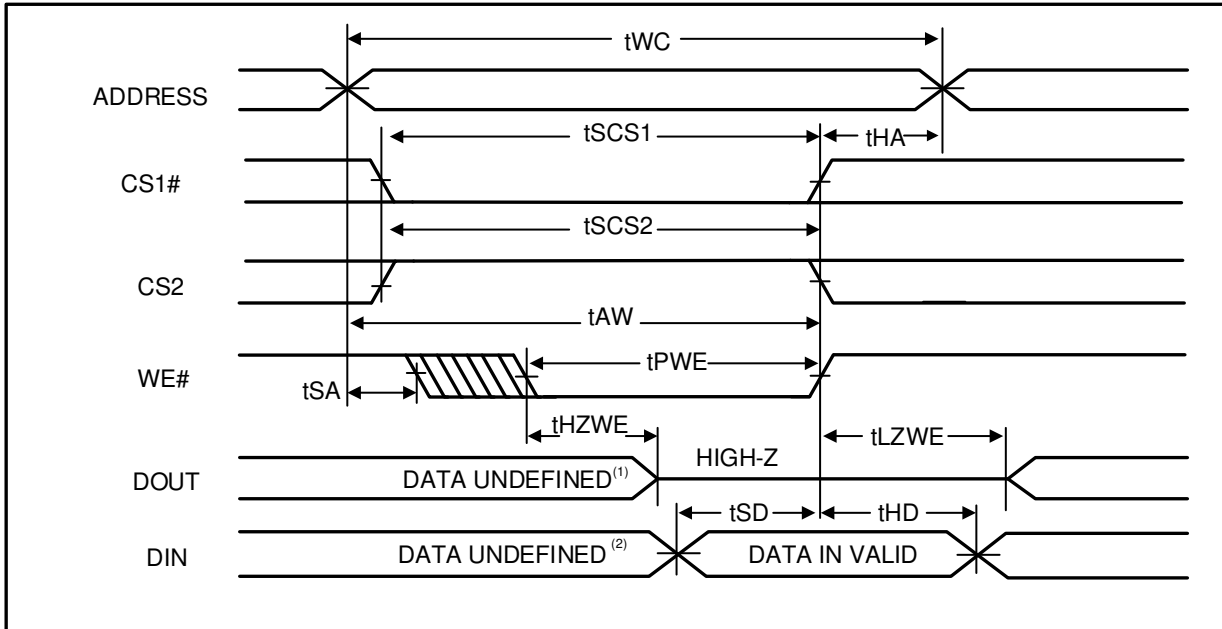 tWC
ADDRESS
tSCS1
tHA
CS1#
tSCS2
CS2
tAW
WE#
tPWE
tSA
tHZWE
tLZWE
HIGH-Z
DOUT
DATA UNDEFINED(1)
tSD
tHD
DIN
DATA UNDEFINED (2)
DATA IN VALID